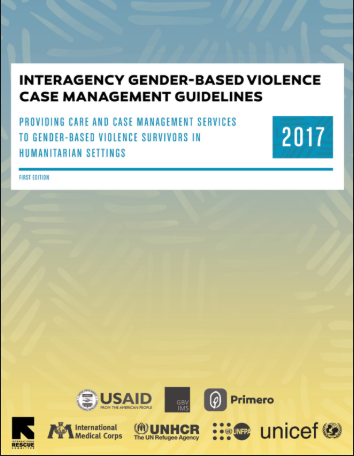 INTERAGENCY GENDER-BASED VIOLENCE
CASE MANAGEMENT GUIDELINES
PROVIDING CARE AND CASE MANAGEMENT SERVICES
TO GENDER-BASED VIOLENCE SURVIVORS IN
HUMANITARIAN SETTINGS
2017
FIRST EDITION
USAID
FROM THE AMERICAN PEOPLE
GBV
IMS
Primero
RESCUE
International
Medical Corps
UNHCR
The UN Refugee Agency
UNFPA
unicef